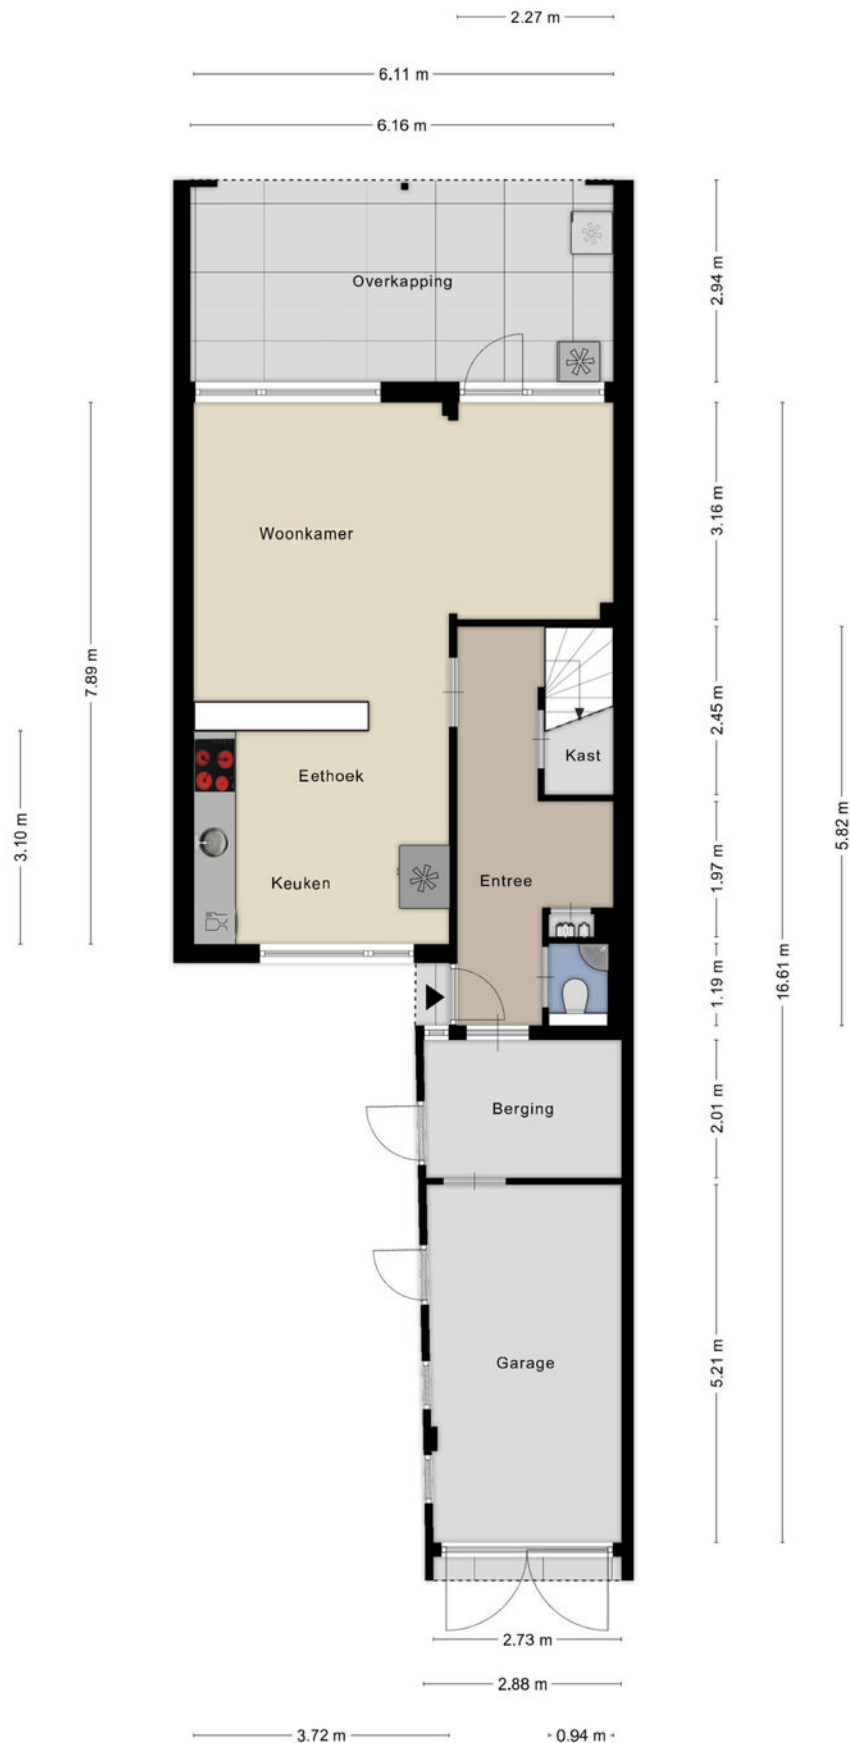 2.27 m
6.11 m
6.16 m
Overkapping
2.94 m
Woonkamer
3.16 m
7.89 m
2.45 m
Kast
Eethoek
3.10 m
5.82 m
Keuken
Entree
1.97 m
16.61 m
1.19 m
Berging
2.01 m
Garage
5.21 m
2.73 m
2.88 m
3.72 m
0.94 m